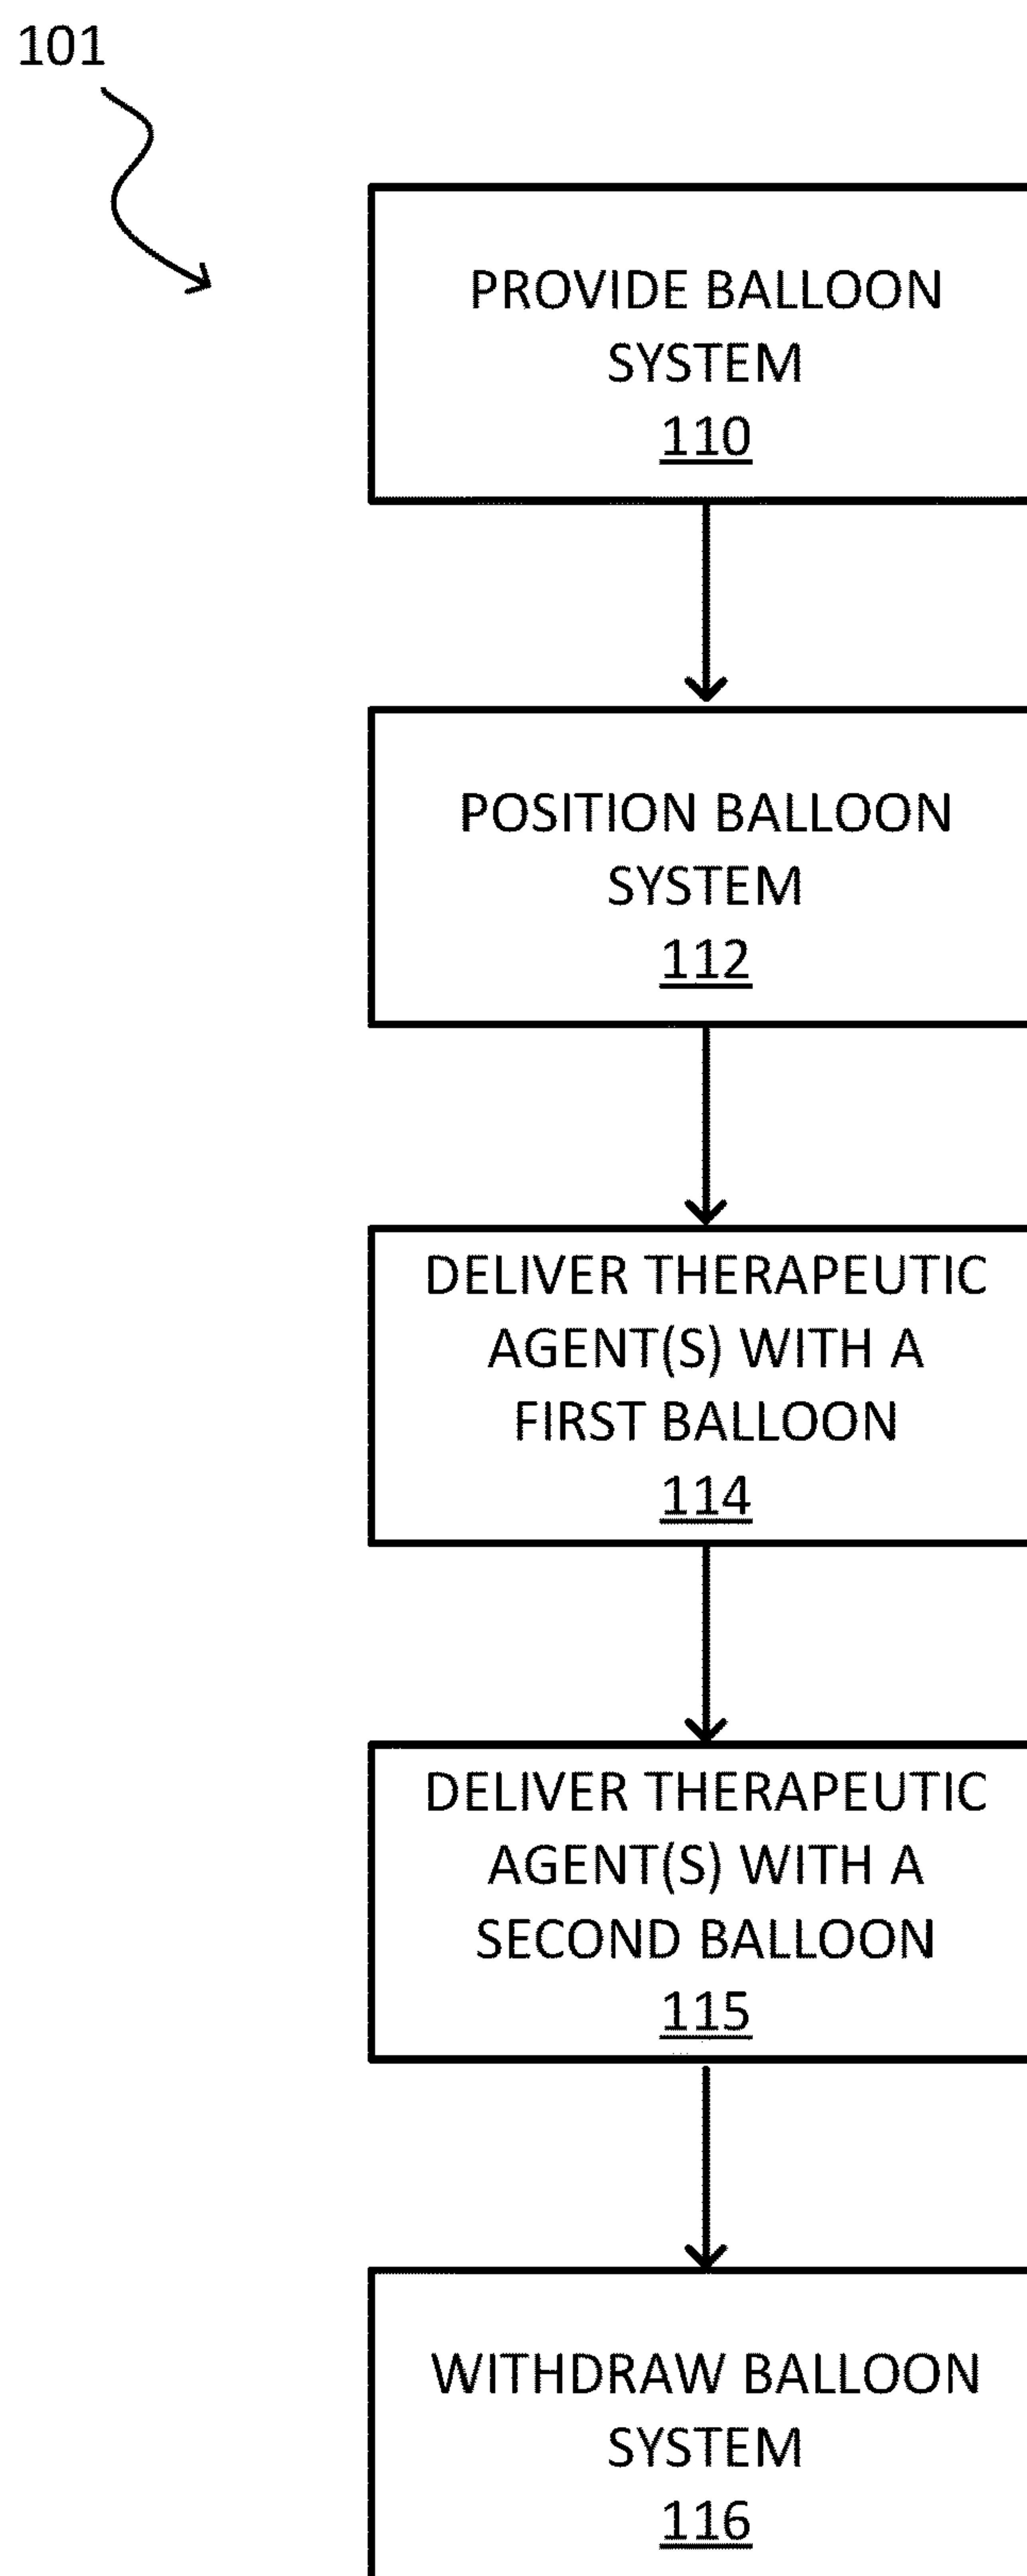 101
PROVIDE BALLOON
SYSTEM
110
POSITION BALLOON
SYSTEM
112
DELIVER THERAPEUTIC
AGENT(S) WITH A
FIRST BALLOON
114
DELIVER THERAPEUTIC
AGENT(S) WITH A
SECOND BALLOON
115
WITHDRAW BALLOON
SYSTEM
116